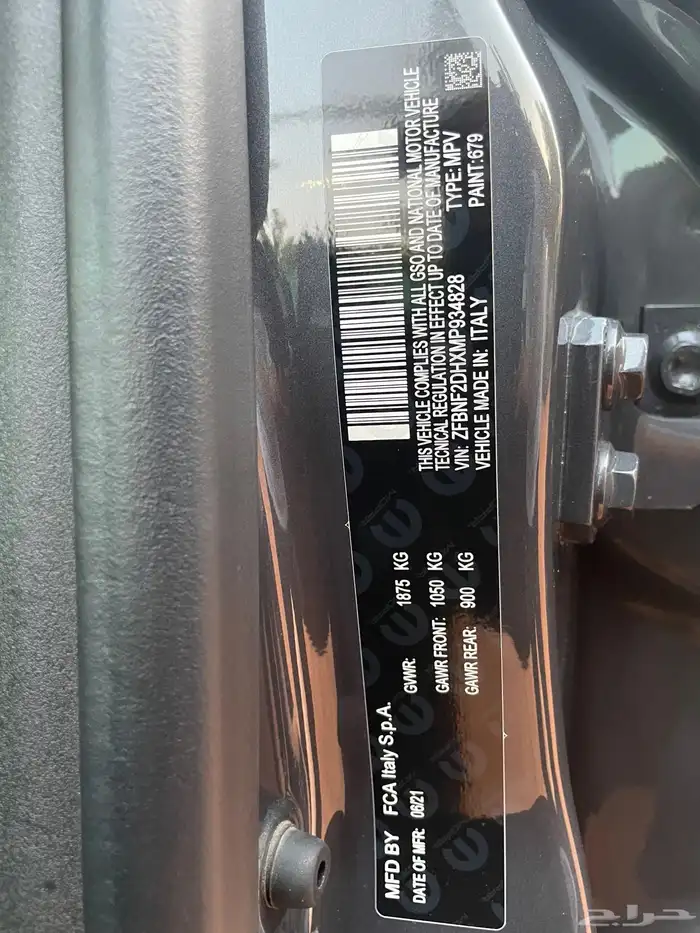 MFD BY FCA Italy S.p.A.
DATE OF MFR: 06/21
GVWR: 1875 KG
GAWR FRONT: 1050 KG
GAWR REAR: 900 KG
THIS VEHICLE COMPLIES WITH ALL GSO AND NATIONAL MOTOR VEHICLE
TECNICAL REGULATION IN EFFECT UP TO DATE OF MANUFACTURE
VIN: ZFBNF2DHXMP934828 TYPE: MPV
VEHICLE MADE IN: ITALY PAINT:679
حراج